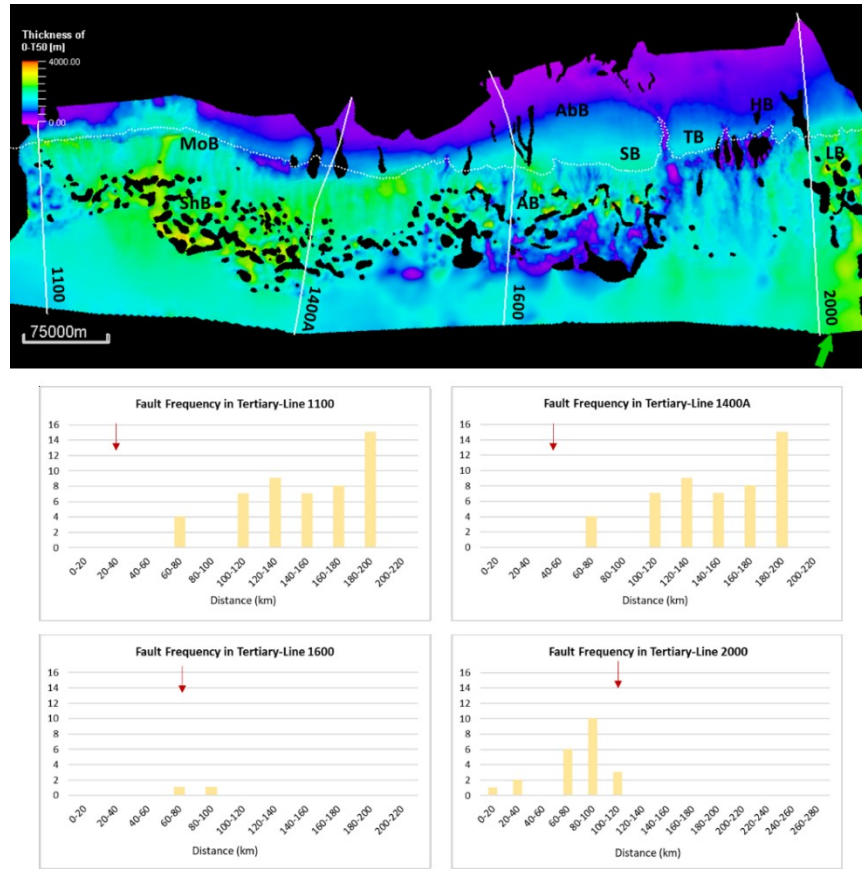 Thickness of
0-T50 [m]
4000.00
0.00
AbB
HB
MoB
TB
SB
LB
ShB
AB
1100
1400A
1600
2000
75000m
Fault Frequency in Tertiary-Line 1100
16
14
12
10
8
6
4
2
0
0-20 20-40 40-60 60-80 80-100 100-120 120-140 140-160 160-180 180-200 200-220
Distance (km)
Fault Frequency in Tertiary-Line 1400A
16
14
12
10
8
6
4
2
0
0-20 20-40 40-60 60-80 80-100 100-120 120-140 140-160 160-180 180-200 200-220
Distance (km)
Fault Frequency in Tertiary-Line 1600
16
14
12
10
8
6
4
2
0
0-20 20-40 40-60 60-80 80-100 100-120 120-140 140-160 160-180 180-200 200-220
Distance (km)
Fault Frequency in Tertiary-Line 2000
16
14
12
10
8
6
4
2
0
0-20 20-40 40-60 60-80 80-100 100-120 120-140 140-160 160-180 180-200 200-220 220-240 240-260 260-280
Distance (km)